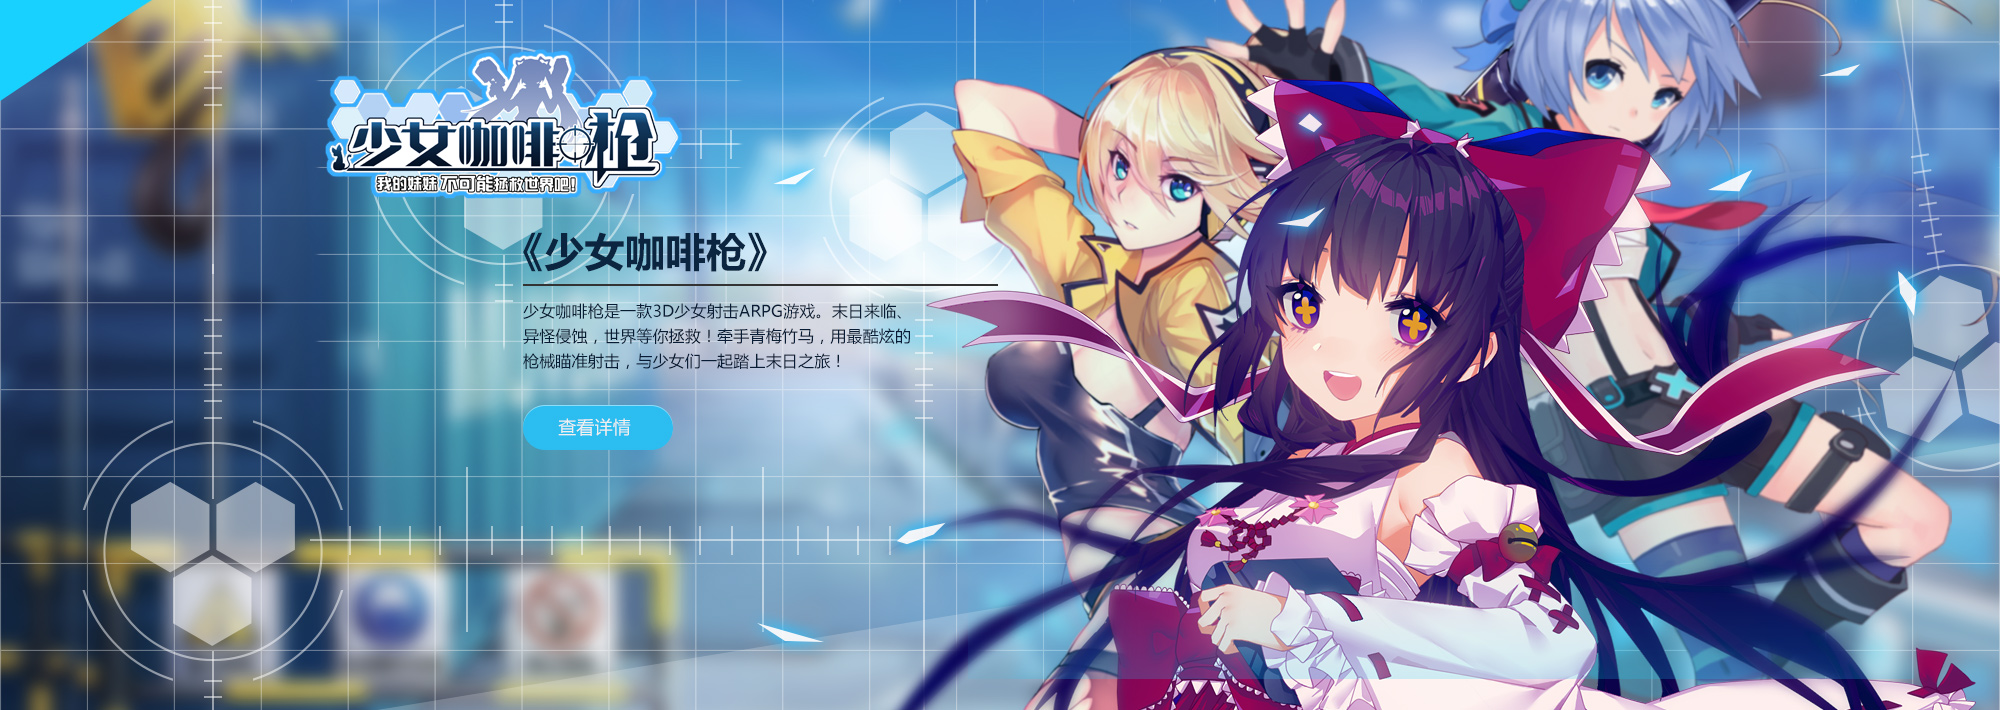 少女咖啡枪
我的妹妹不可能拯救世界吧！
《少女咖啡枪》
少女咖啡枪是一款3D少女射击ARPG游戏。末日来临、
异怪侵蚀，世界等你拯救！牵手青梅竹马，用最酷炫的
枪械瞄准射击，与少女们一起踏上末日之旅！
查看详情